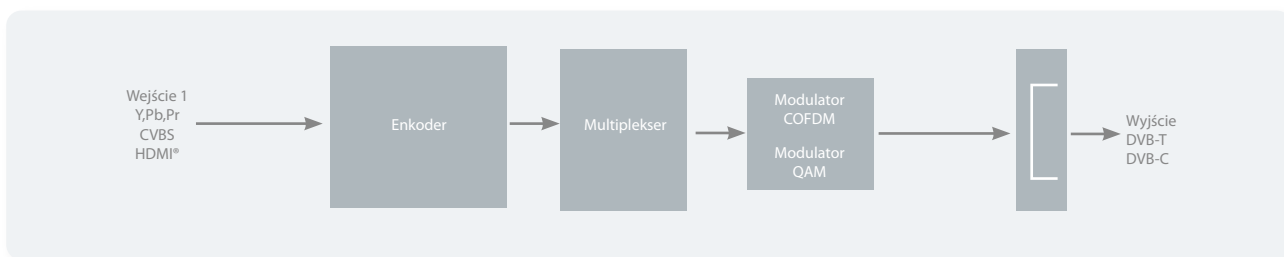 Wejście 1
Y,Pb,Pr
CVBS
HDMI®
Enkoder
Multiplekser
Modulator
COFDM
Modulator
QAM
Wyjście
DVB-T
DVB-C